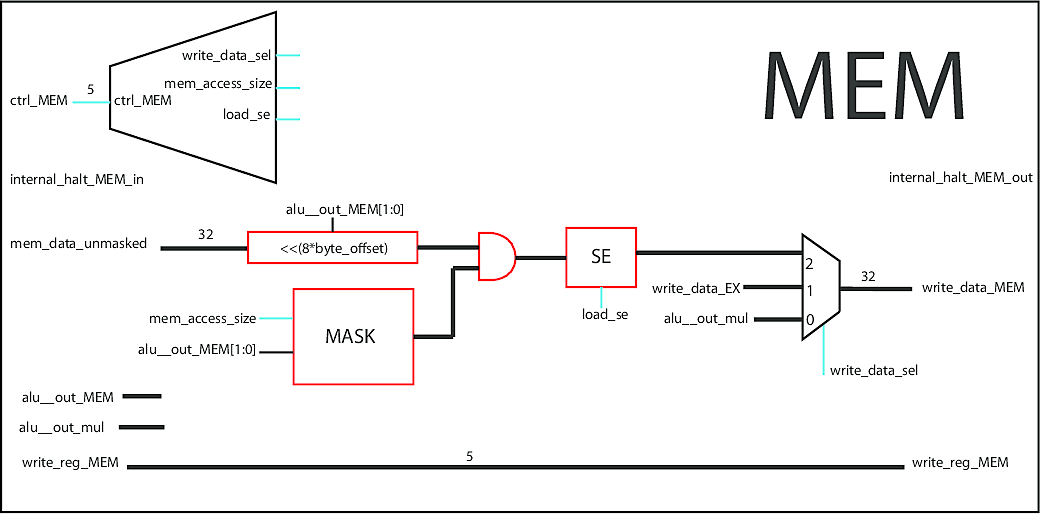 MEM
write_data_sel
mem_access_size
load_se
5
ctrl_MEM
ctrl_MEM
internal_halt_MEM_in
internal_halt_MEM_out
alu__out_MEM[1:0]
mem_data_unmasked
32
<<(8*byte_offset)
SE
2
1
0
32
write_data_EX
write_data_MEM
load_se
alu__out_mul
mem_access_size
MASK
alu__out_MEM[1:0]
write_data_sel
alu__out_MEM
alu__out_mul
write_reg_MEM
5
write_reg_MEM